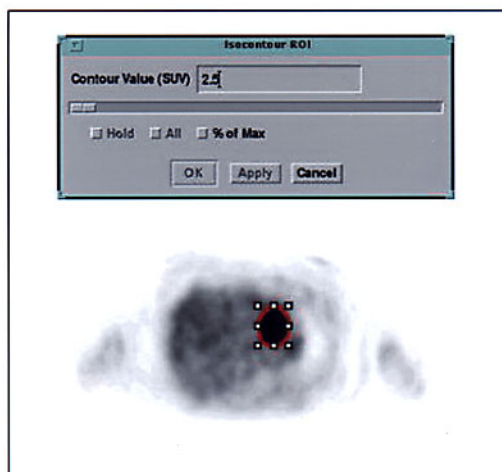 Isocontour ROI
Contour Value (SUV) 2.5
Hold All % of Max
OK Apply Cancel